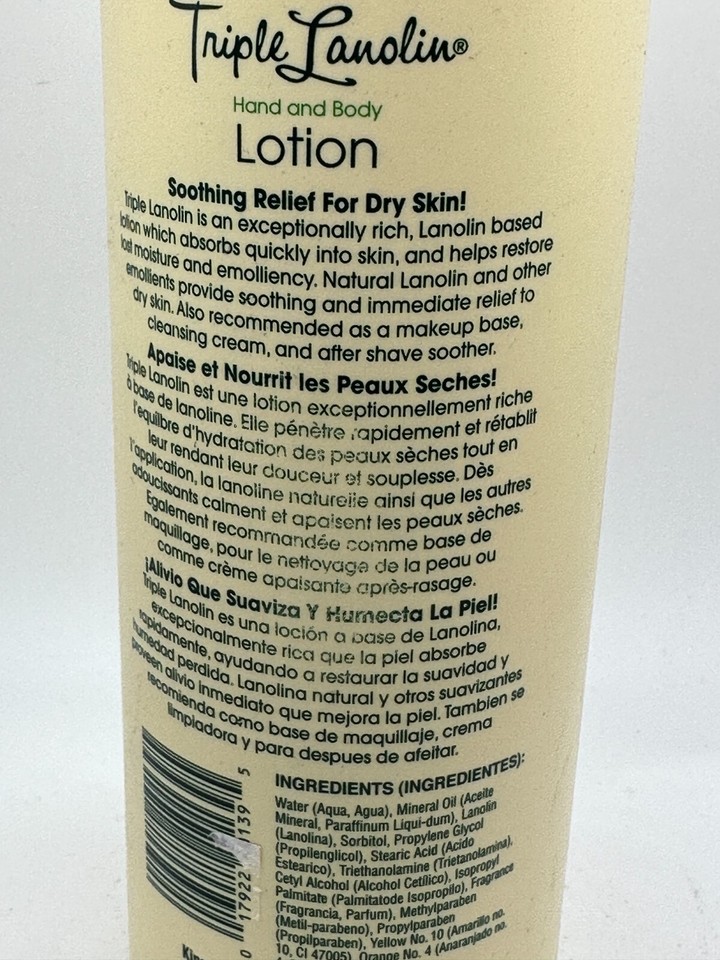 Triple Lanolin®
Hand and Body
Lotion
Soothing Relief For Dry Skin!
Triple Lanolin is an exceptionally rich, Lanolin based
lotion which absorbs quickly into skin, and helps restore
lost moisture and emolliency. Natural Lanolin and other
emollients provide soothing and immediate relief to
dry skin. Also recommended as a makeup base,
cleansing cream, and after shave soother.
Apaise et Nourrit les Peaux Seches!
Triple Lanolin est une lotion exceptionnellement riche
à base de lanoline. Elle pénètre rapidement et rétablit
l'equilbre d'hydratation des peaux sèches tout en
leur rendant leur douceur et souplesse. Dès
l'application, la lanoline naturelle ainsi que les autres
adoucissants calment et apaisent les peaux sèches.
Egalement recommandée comme base de
maquillage, pour le nettoyage de la peau ou
comme crème apaisante après-rasage.
¡Alivio Que Suaviza Y Humecta La Piel!
Triple Lanolin es una loción a base de Lanolina,
excepcionalmente rica que la piel absorbe
rapidamente, ayudando a restaurar la suavidad y
humedad perdida. Lanolina natural y otros suavizantes
proveen alivio inmediato que mejora la piel. Tambien se
recomienda como base de maquillaje, crema
limpiadora y para despues de afeitar.
INGREDIENTS (INGREDIENTES):
Water (Aqua, Agua), Mineral Oil (Aceite
Mineral, Paraffinum Liqui-dum), Lanolin
(Lanolina), Sorbitol, Propylene Glycol
(Propilenglicol), Stearic Acid (Acido
Estearico), Triethanolamine (Trietanolamina),
Cetyl Alcohol (Alcohol Cetílico), Isopropyl
Palmitate (Palmitatode Isopropilo), Fragrance
(Fragrancia, Parfum), Methylparaben
(Metil-parabeno), Propylparaben
(Propilparaben), Yellow No. 10 (Amarillo no.
10, CI 47005), Orange No. 4 (Anaranjado no.
0 17922 139 5